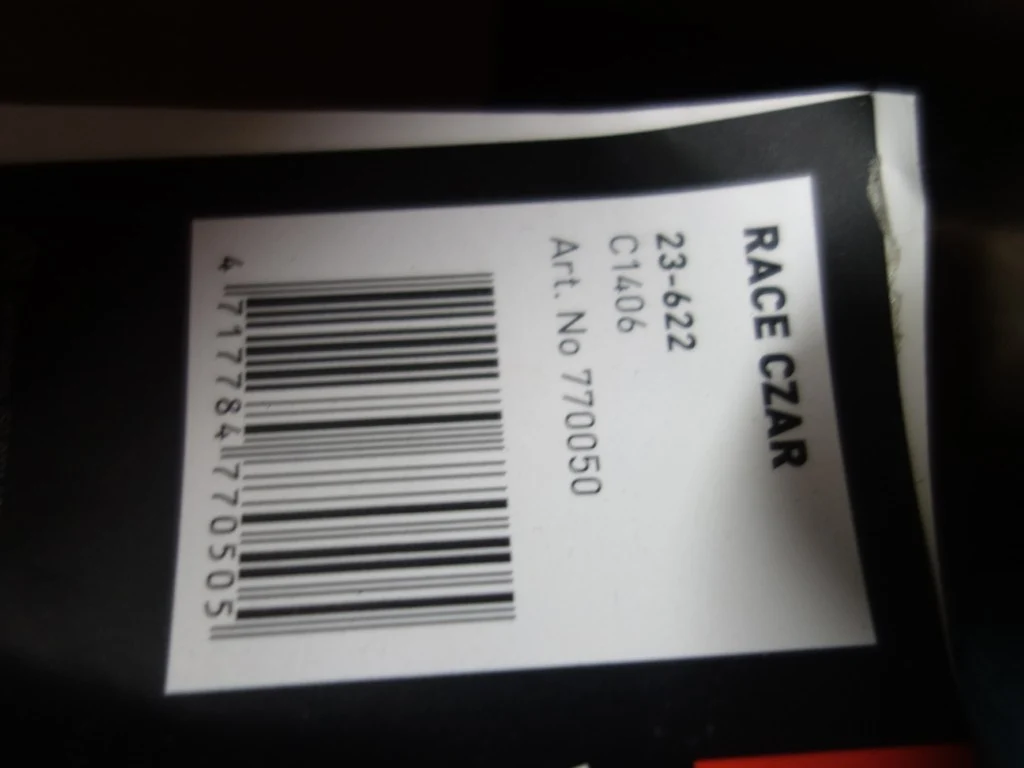 RACE CZAR
23-622
C1406
Art. No 770050
4 717784 770505